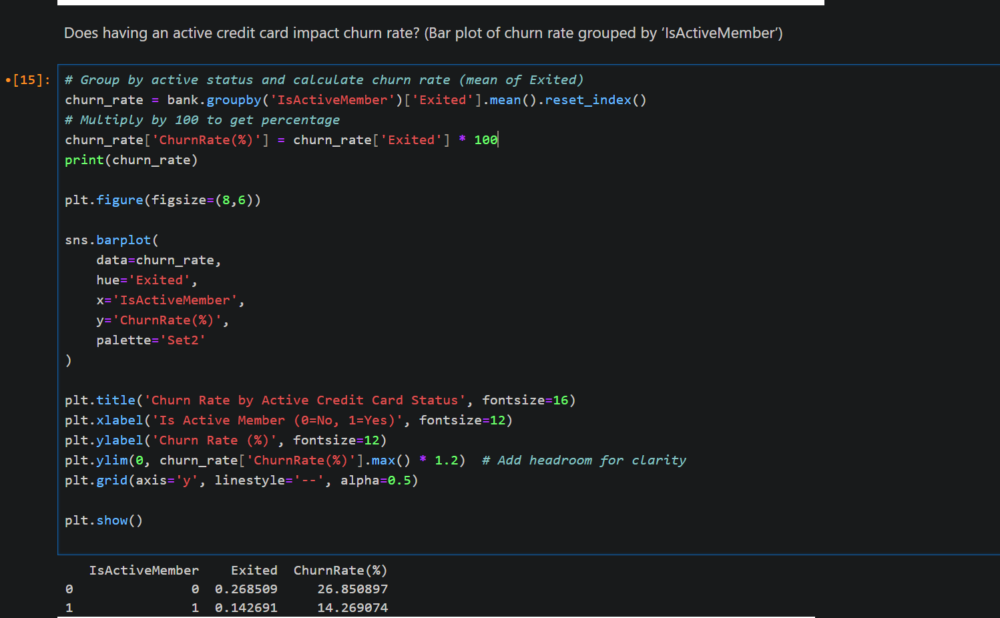 Does having an active credit card impact churn rate? (Bar plot of churn rate grouped by ‘IsActiveMember’)
•[15]:
# Group by active status and calculate churn rate (mean of Exited)
churn_rate = bank.groupby('IsActiveMember')['Exited'].mean().reset_index()
# Multiply by 100 to get percentage
churn_rate['ChurnRate(%)'] = churn_rate['Exited'] * 100
print(churn_rate)
plt.figure(figsize=(8,6))
sns.barplot(
    data=churn_rate,
    hue='Exited',
    x='IsActiveMember',
    y='ChurnRate(%)',
    palette='Set2'
)
plt.title('Churn Rate by Active Credit Card Status', fontsize=16)
plt.xlabel('Is Active Member (0=No, 1=Yes)', fontsize=12)
plt.ylabel('Churn Rate (%)', fontsize=12)
plt.ylim(0, churn_rate['ChurnRate(%)'].max() * 1.2)  # Add headroom for clarity
plt.grid(axis='y', linestyle='--', alpha=0.5)
plt.show()
   IsActiveMember    Exited  ChurnRate(%)
0               0  0.268509     26.850897
1               1  0.142691     14.269074